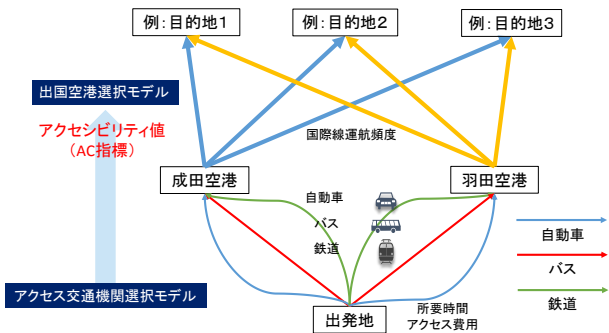 例：目的地1
例：目的地2
例：目的地3
出国空港選択モデル
アクセシビリティ値
（AC指標）
国際線運航頻度
成田空港
羽田空港
自動車
バス
鉄道
自動車
バス
鉄道
アクセス交通機関選択モデル
出発地
所要時間
アクセス費用